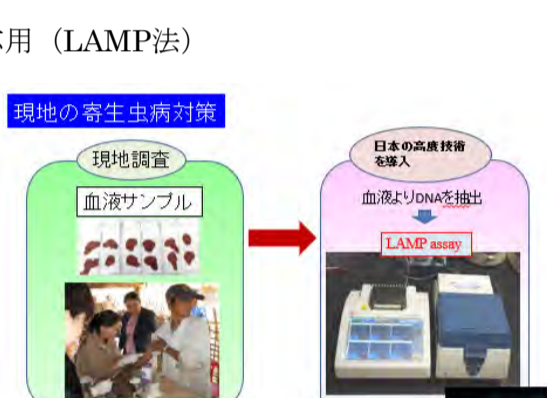 用（LAMP法）
現地の寄生虫病対策
現地調査
血液サンプル
日本の高度技術
を導入
血液よりDNAを抽出
LAMP assay